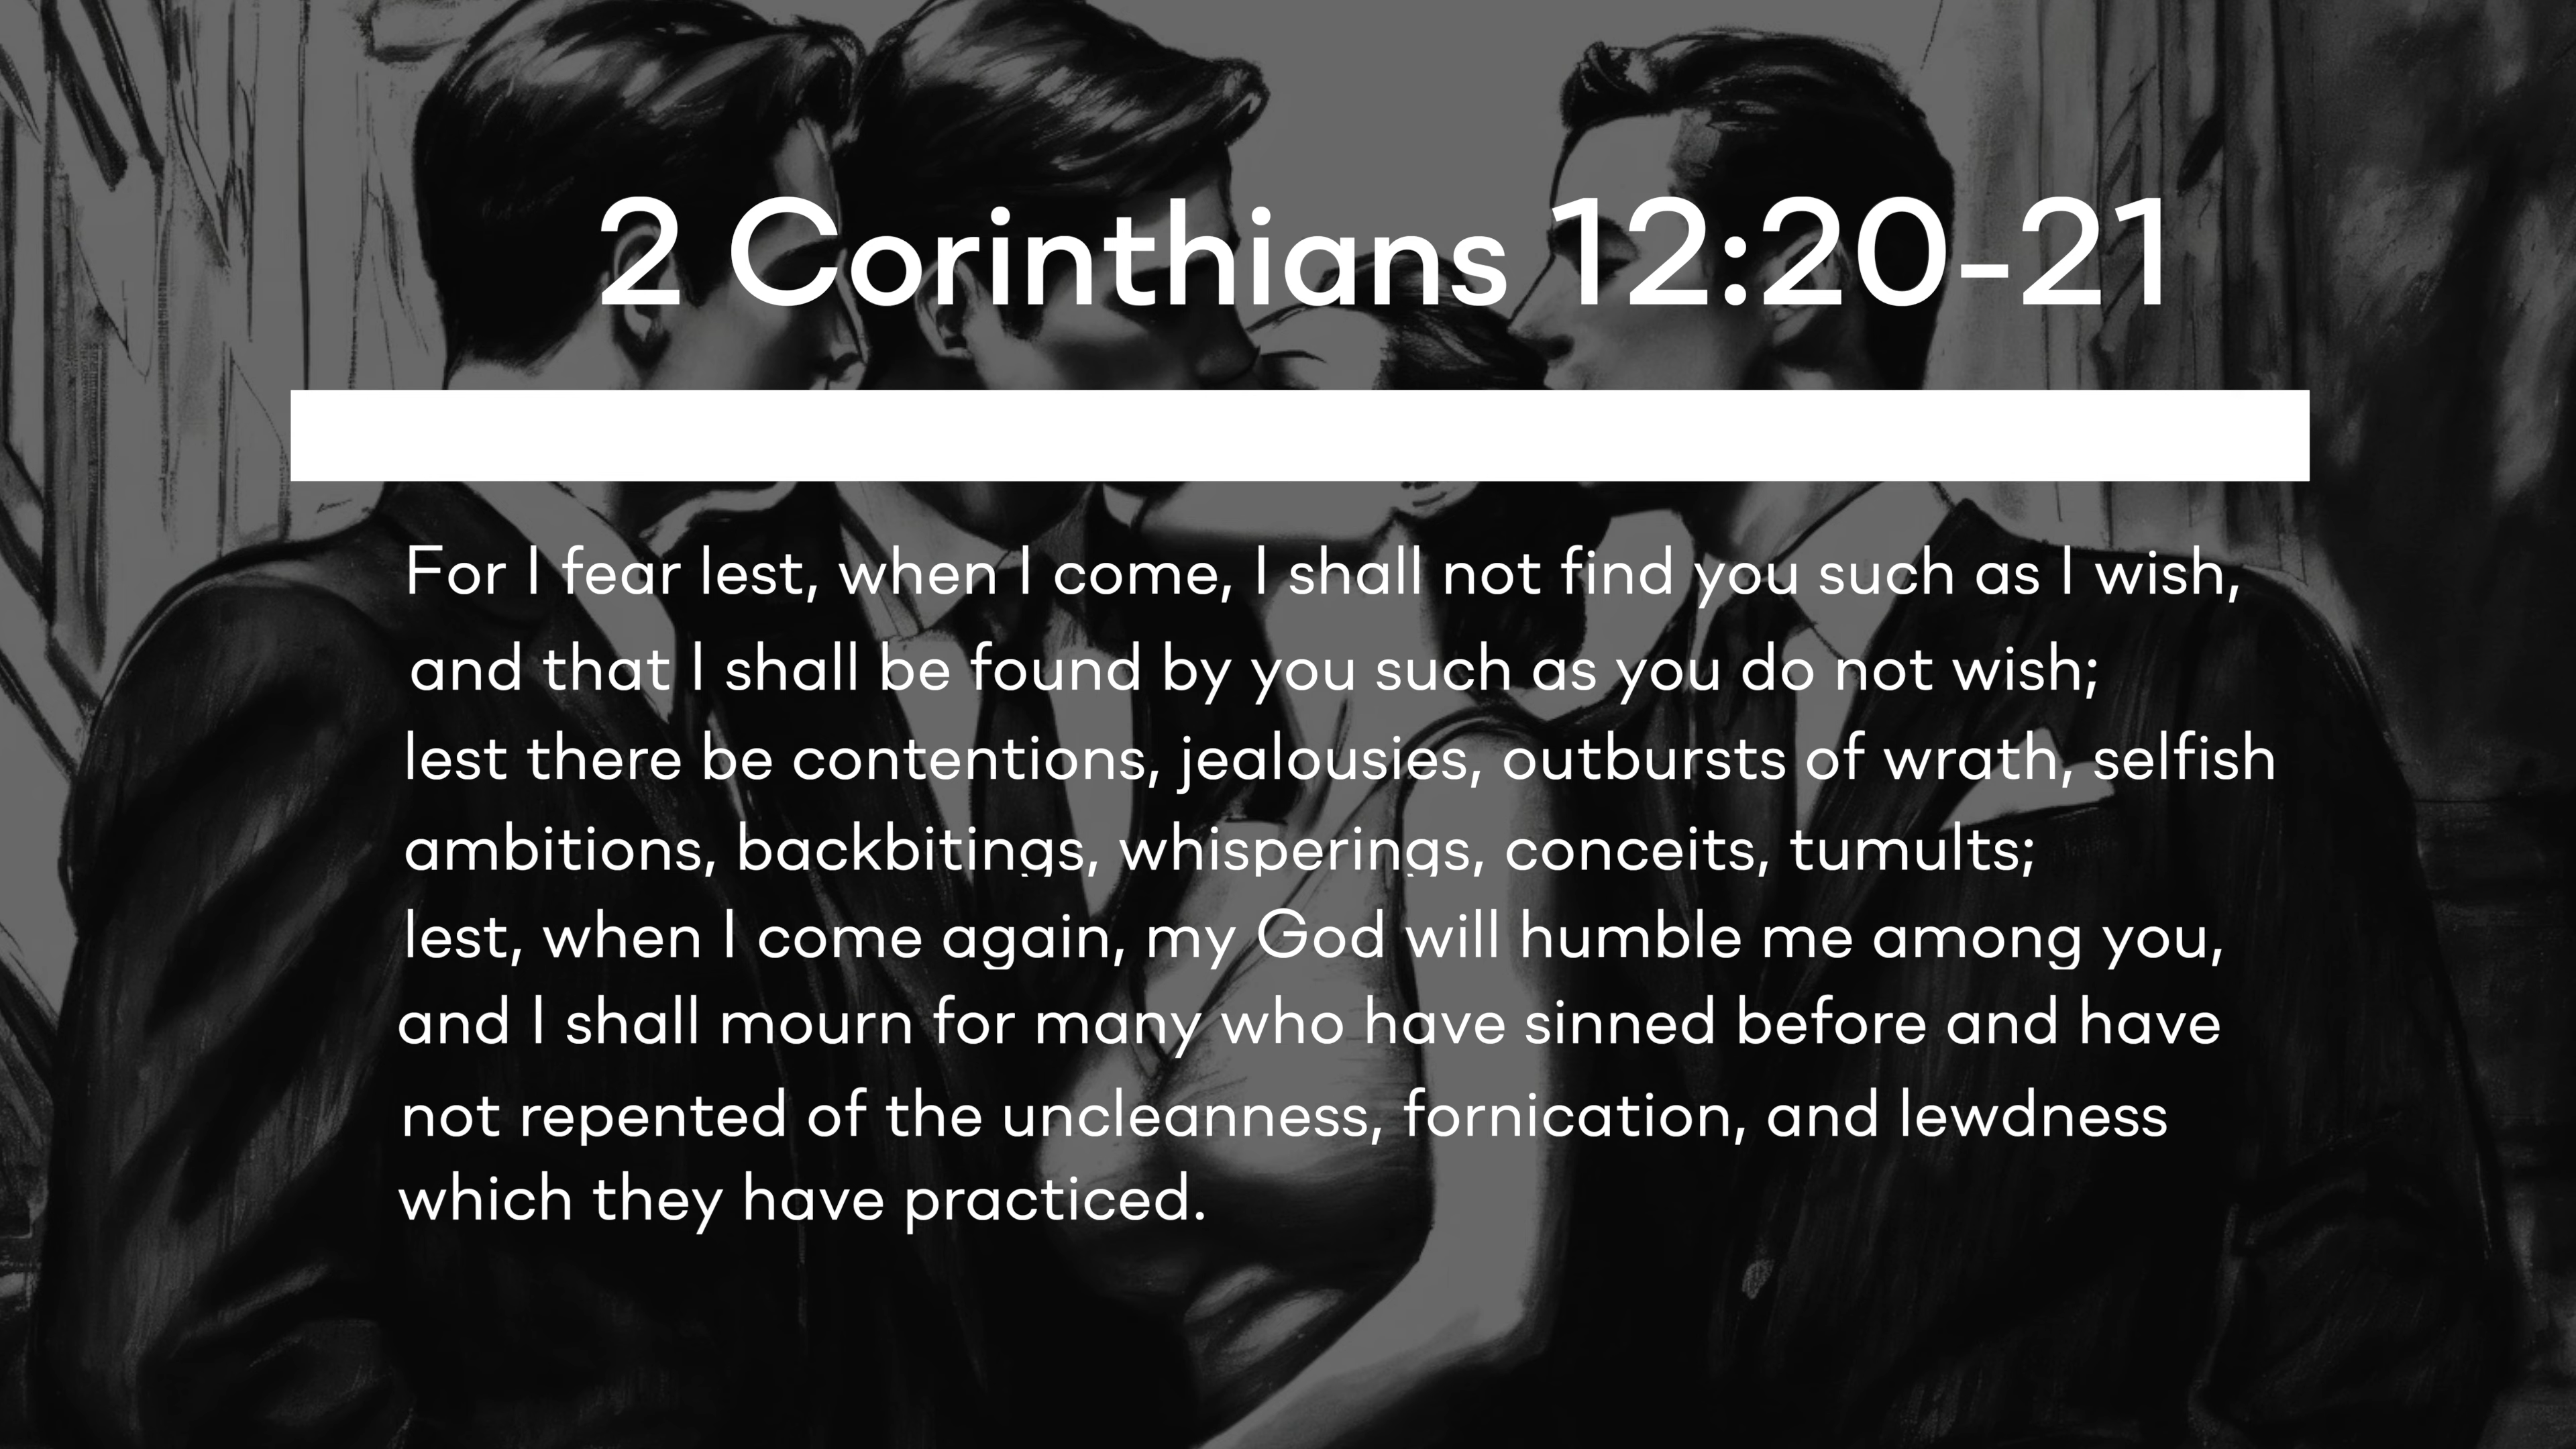 2 Corinthians 12:20-21
For I fear lest, when I come, I shall not find you such as I wish,
and that I shall be found by you such as you do not wish;
lest there be contentions, jealousies, outbursts of wrath, selfish
ambitions, backbitings, whisperings, conceits, tumults;
lest, when I come again, my God will humble me among you,
and I shall mourn for many who have sinned before and have
not repented of the uncleanness, fornication, and lewdness
which they have practiced.